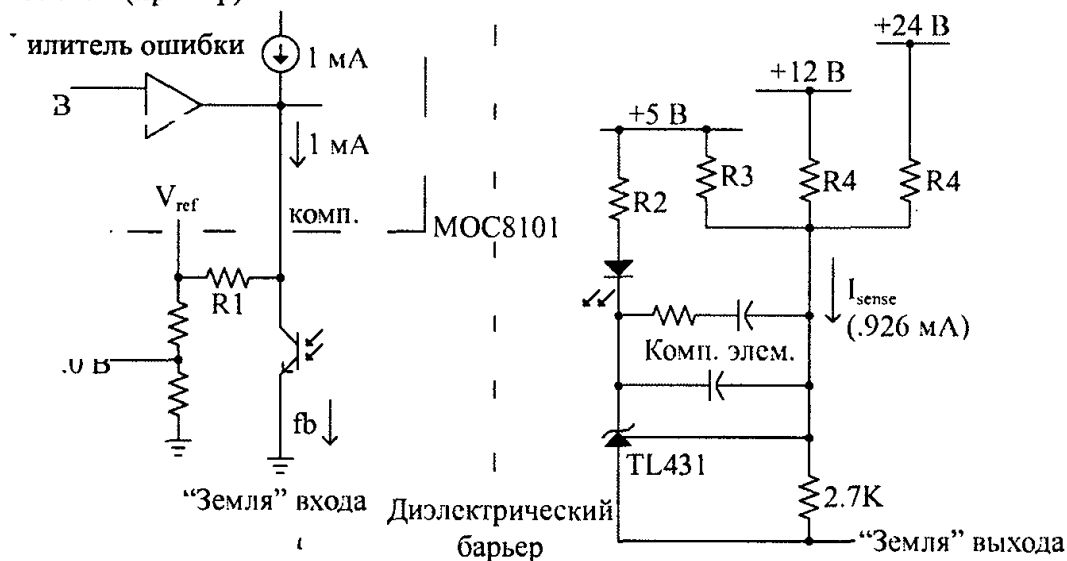 илитель ошибки
1 мА
В
1 мА
V_ref
комп.
MOC8101
R1
.0 В
fb
“Земля” входа
Диэлектрический
барьер
+24 В
+12 В
+5 В
R3
R4
R4
R2
I_sense
(.926 мА)
Комп. элем.
TL431
2.7K
“Земля” выхода